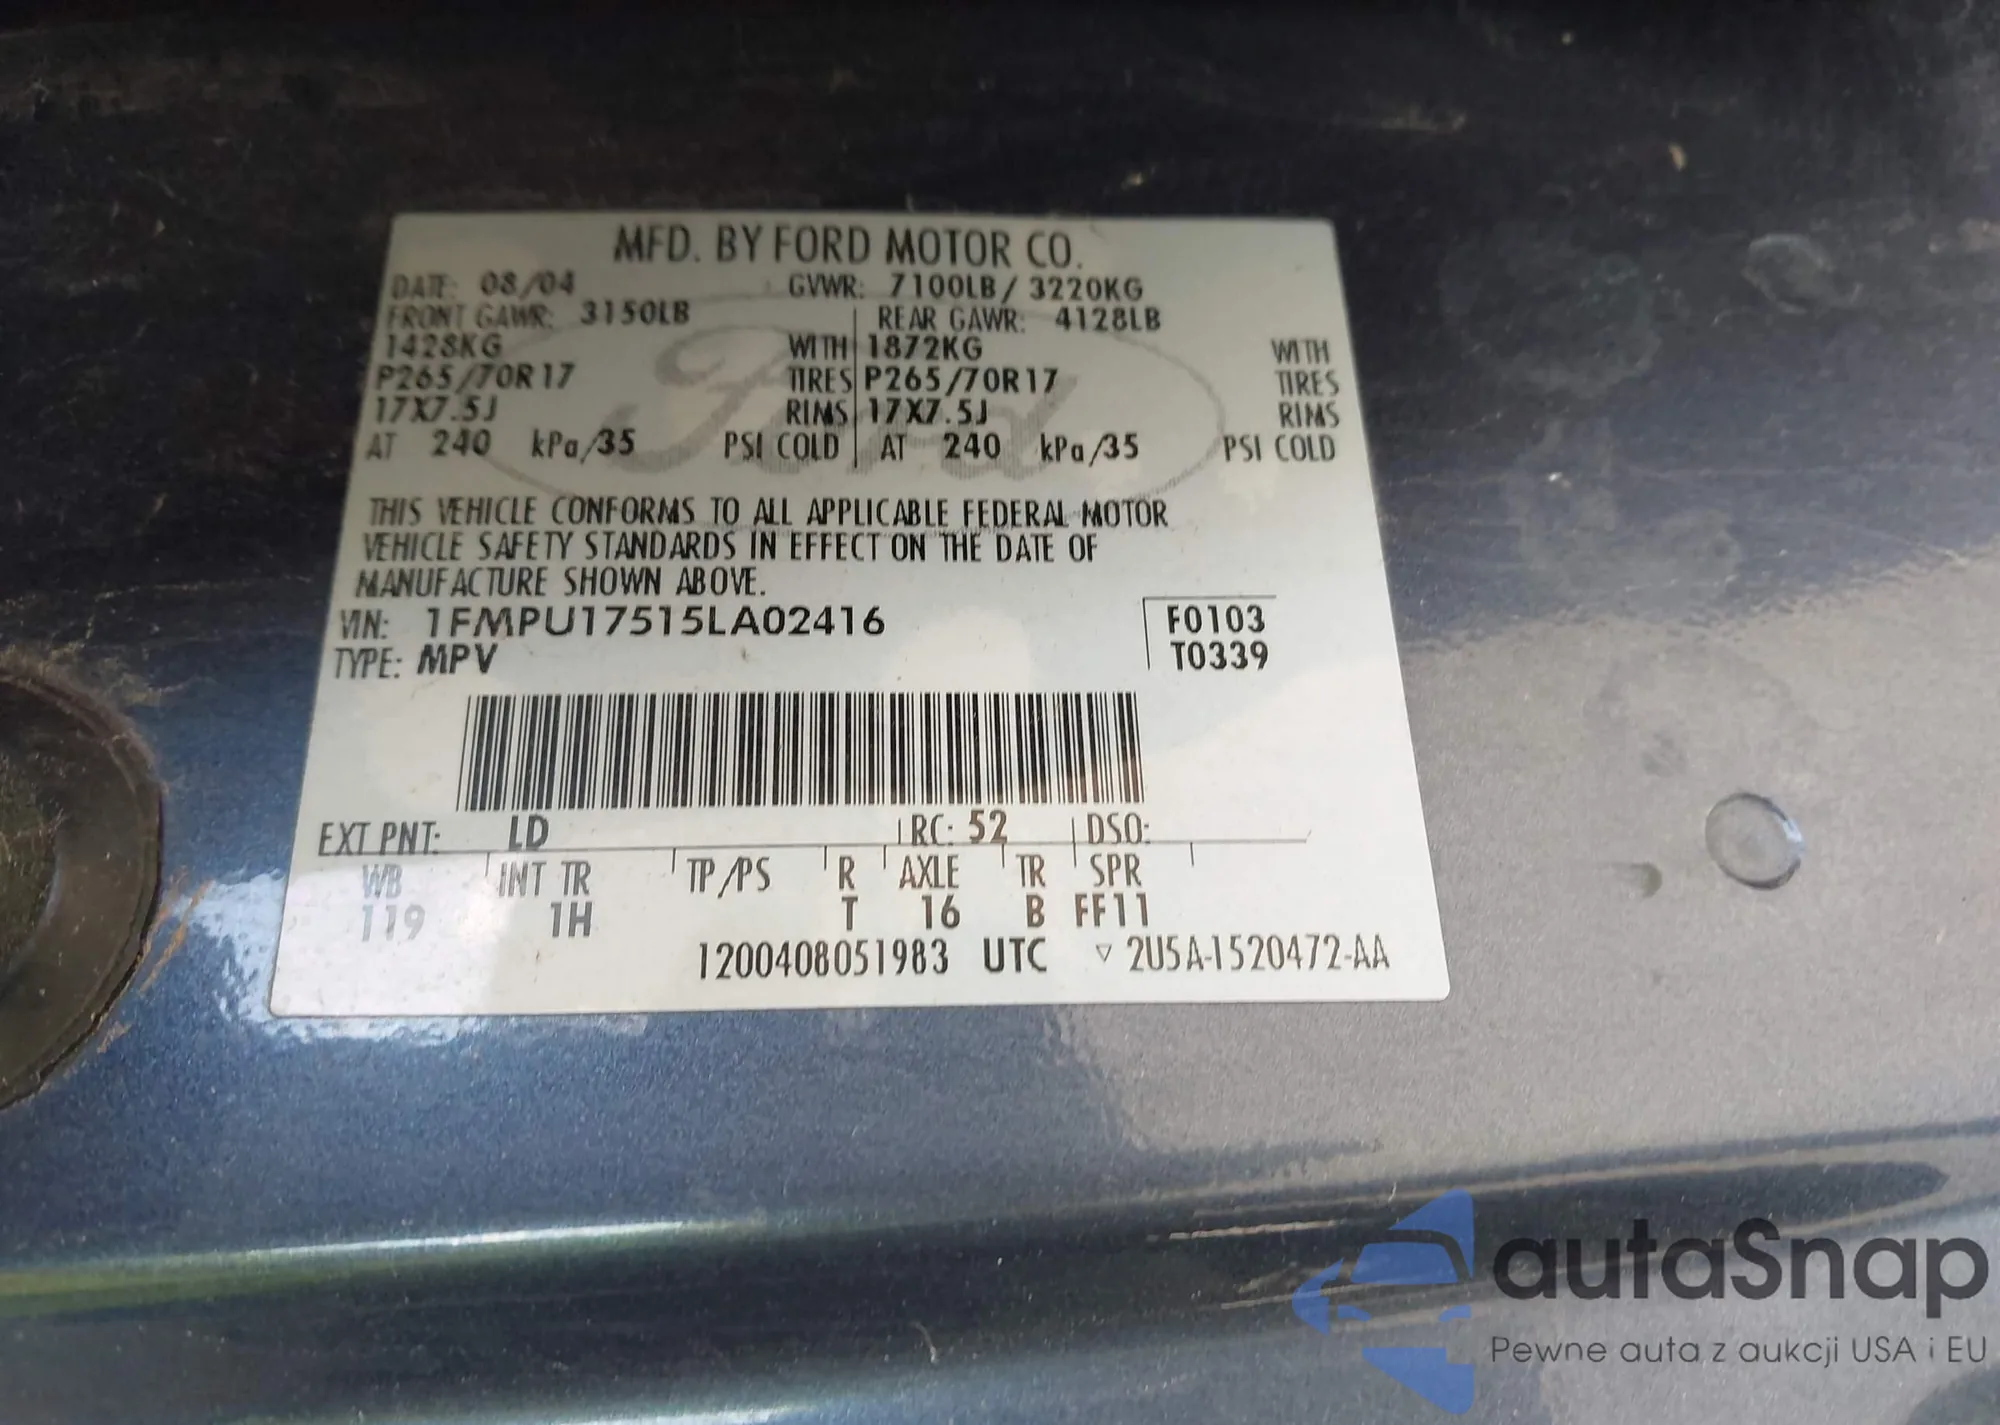 MFD. BY FORD MOTOR CO.
DATE: 08/04 GVWR: 7100LB / 3220KG
FRONT GAWR: 3150LB REAR GAWR: 4128LB
1428KG WITH 1872KG WITH
P265/70R17 TIRES P265/70R17 TIRES
17X7.5J RIMS 17X7.5J RIMS
AT 240 kPa/35 PSI COLD AT 240 kPa/35 PSI COLD
Ford
THIS VEHICLE CONFORMS TO ALL APPLICABLE FEDERAL MOTOR
VEHICLE SAFETY STANDARDS IN EFFECT ON THE DATE OF
MANUFACTURE SHOWN ABOVE.
VIN: 1FMPU17515LA02416 F0103
TYPE: MPV T0339
EXT PNT: LD RC: 52 DSO:
WB INT TR TP/PS R AXLE TR SPR
119 1H T 16 B FF11
1200408051983 UTC ▽ 2U5A-1520472-AA
autaSnap
Pewne auta z aukcji USA i EU